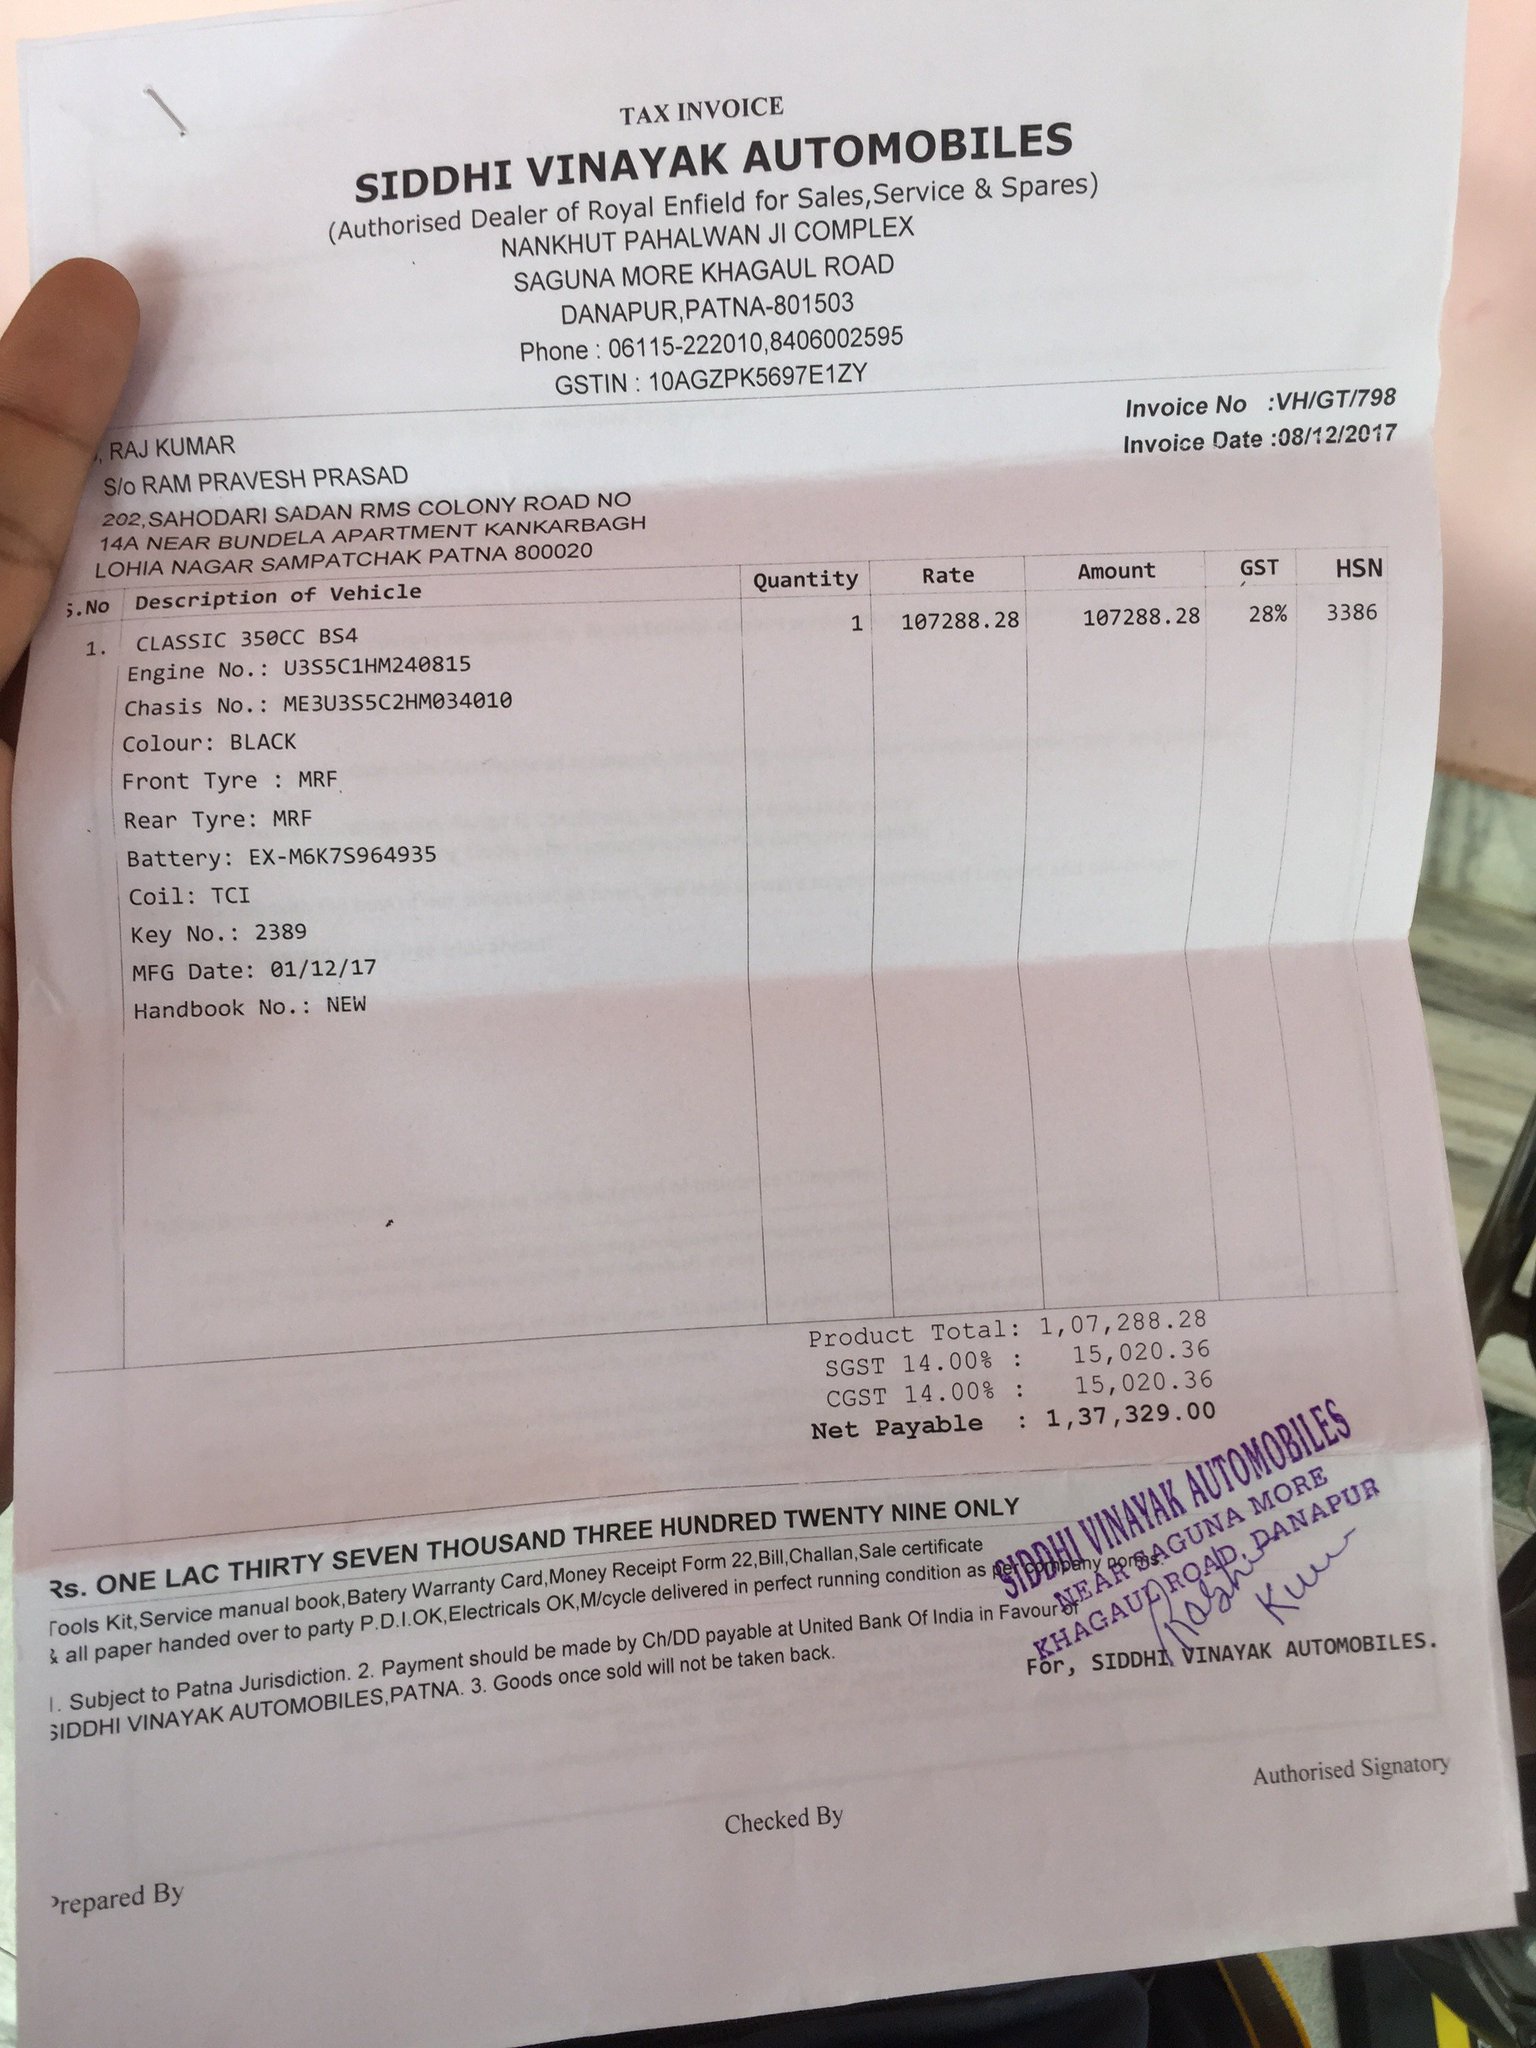 TAX INVOICE
SIDDHI VINAYAK AUTOMOBILES
(Authorised Dealer of Royal Enfield for Sales,Service & Spares)
NANKHUT PAHALWAN JI COMPLEX
SAGUNA MORE KHAGAUL ROAD
DANAPUR,PATNA-801503
Phone : 06115-222010,8406002595
GSTIN : 10AGZPK5697E1ZY
Invoice No :VH/GT/798
Invoice Date :08/12/2017
, RAJ KUMAR
S/o RAM PRAVESH PRASAD
202,SAHODARI SADAN RMS COLONY ROAD NO
14A NEAR BUNDELA APARTMENT KANKARBAGH
LOHIA NAGAR SAMPATCHAK PATNA 800020
S.No Description of Vehicle Quantity Rate Amount GST HSN
1. CLASSIC 350CC BS4 1 107288.28 107288.28 28% 3386
Engine No.: U3S5C1HM240815
Chasis No.: ME3U3S5C2HM034010
Colour: BLACK
Front Tyre : MRF
Rear Tyre: MRF
Battery: EX-M6K7S964935
Coil: TCI
Key No.: 2389
MFG Date: 01/12/17
Handbook No.: NEW
Product Total: 1,07,288.28
SGST 14.00% : 15,020.36
CGST 14.00% : 15,020.36
Net Payable : 1,37,329.00
Rs. ONE LAC THIRTY SEVEN THOUSAND THREE HUNDRED TWENTY NINE ONLY
Tools Kit,Service manual book,Batery Warranty Card,Money Receipt Form 22,Bill,Challan,Sale certificate
& all paper handed over to party P.D.I.OK,Electricals OK,M/cycle delivered in perfect running condition as per company norms.
1. Subject to Patna Jurisdiction. 2. Payment should be made by Ch/DD payable at United Bank Of India in Favour of
SIDDHI VINAYAK AUTOMOBILES,PATNA. 3. Goods once sold will not be taken back.
SIDDHI VINAYAK AUTOMOBILES
NEAR SAGUNA MORE
KHAGAUL ROAD, DANAPUR
For, SIDDHI VINAYAK AUTOMOBILES.
Authorised Signatory
Checked By
Prepared By